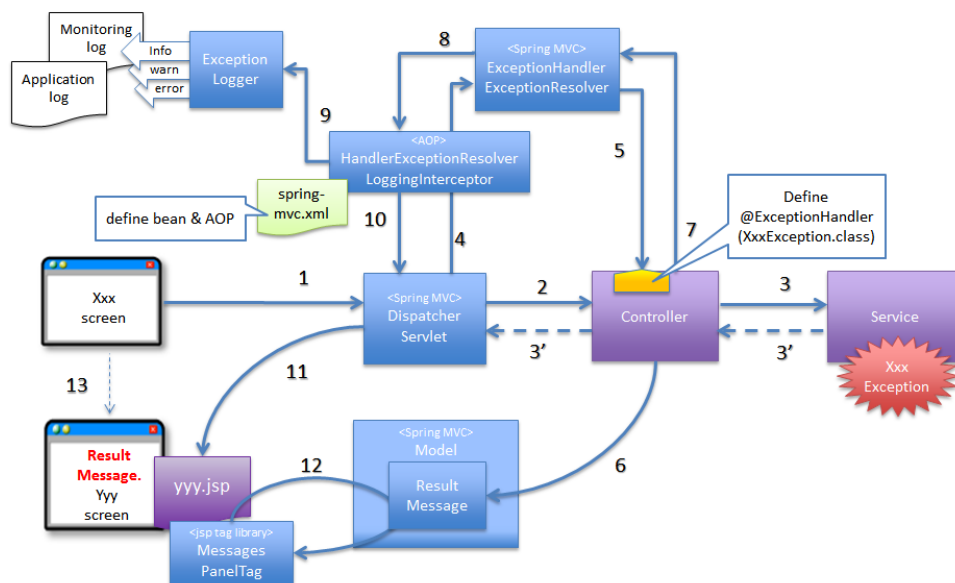 Monitoring
log
Application
log
Info
warn
error
Exception
Logger
9
8
<Spring MVC>
ExceptionHandler
ExceptionResolver
<AOP>
HandlerExceptionResolver
LoggingInterceptor
5
7
Define
@ExceptionHandler
(XxxException.class)
define bean & AOP
spring-
mvc.xml
10
4
Xxx
screen
1
<Spring MVC>
Dispatcher
Servlet
2
3’
Controller
3
3’
Service
Xxx
Exception
13
11
6
Result
Message.
Yyy
screen
yyy.jsp
<jsp tag library>
Messages
PanelTag
12
<Spring MVC>
Model
Result
Message